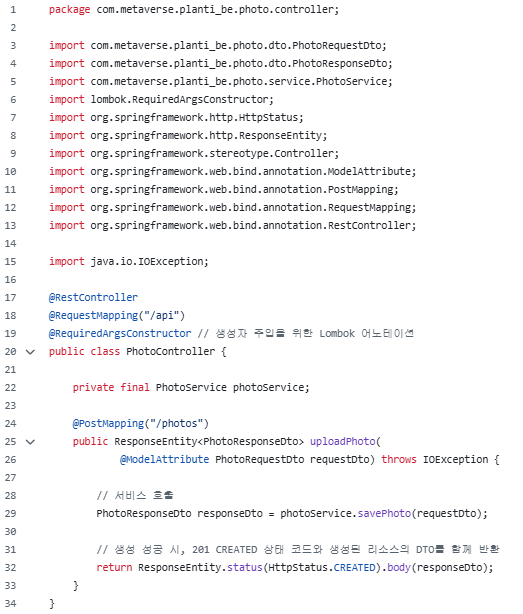 1 package com.metaverse.planti_be.photo.controller;
2
3 import com.metaverse.planti_be.photo.dto.PhotoRequestDto;
4 import com.metaverse.planti_be.photo.dto.PhotoResponseDto;
5 import com.metaverse.planti_be.photo.service.PhotoService;
6 import lombok.RequiredArgsConstructor;
7 import org.springframework.http.HttpStatus;
8 import org.springframework.http.ResponseEntity;
9 import org.springframework.stereotype.Controller;
10 import org.springframework.web.bind.annotation.ModelAttribute;
11 import org.springframework.web.bind.annotation.PostMapping;
12 import org.springframework.web.bind.annotation.RequestMapping;
13 import org.springframework.web.bind.annotation.RestController;
14
15 import java.io.IOException;
16
17 @RestController
18 @RequestMapping("/api")
19 @RequiredArgsConstructor // 생성자 주입을 위한 Lombok 어노테이션
20 public class PhotoController {
21
22 private final PhotoService photoService;
23
24 @PostMapping("/photos")
25 public ResponseEntity<PhotoResponseDto> uploadPhoto(
26 @ModelAttribute PhotoRequestDto requestDto) throws IOException {
27
28 // 서비스 호출
29 PhotoResponseDto responseDto = photoService.savePhoto(requestDto);
30
31 // 생성 성공 시, 201 CREATED 상태 코드와 생성된 리소스의 DTO를 함께 반환
32 return ResponseEntity.status(HttpStatus.CREATED).body(responseDto);
33 }
34 }